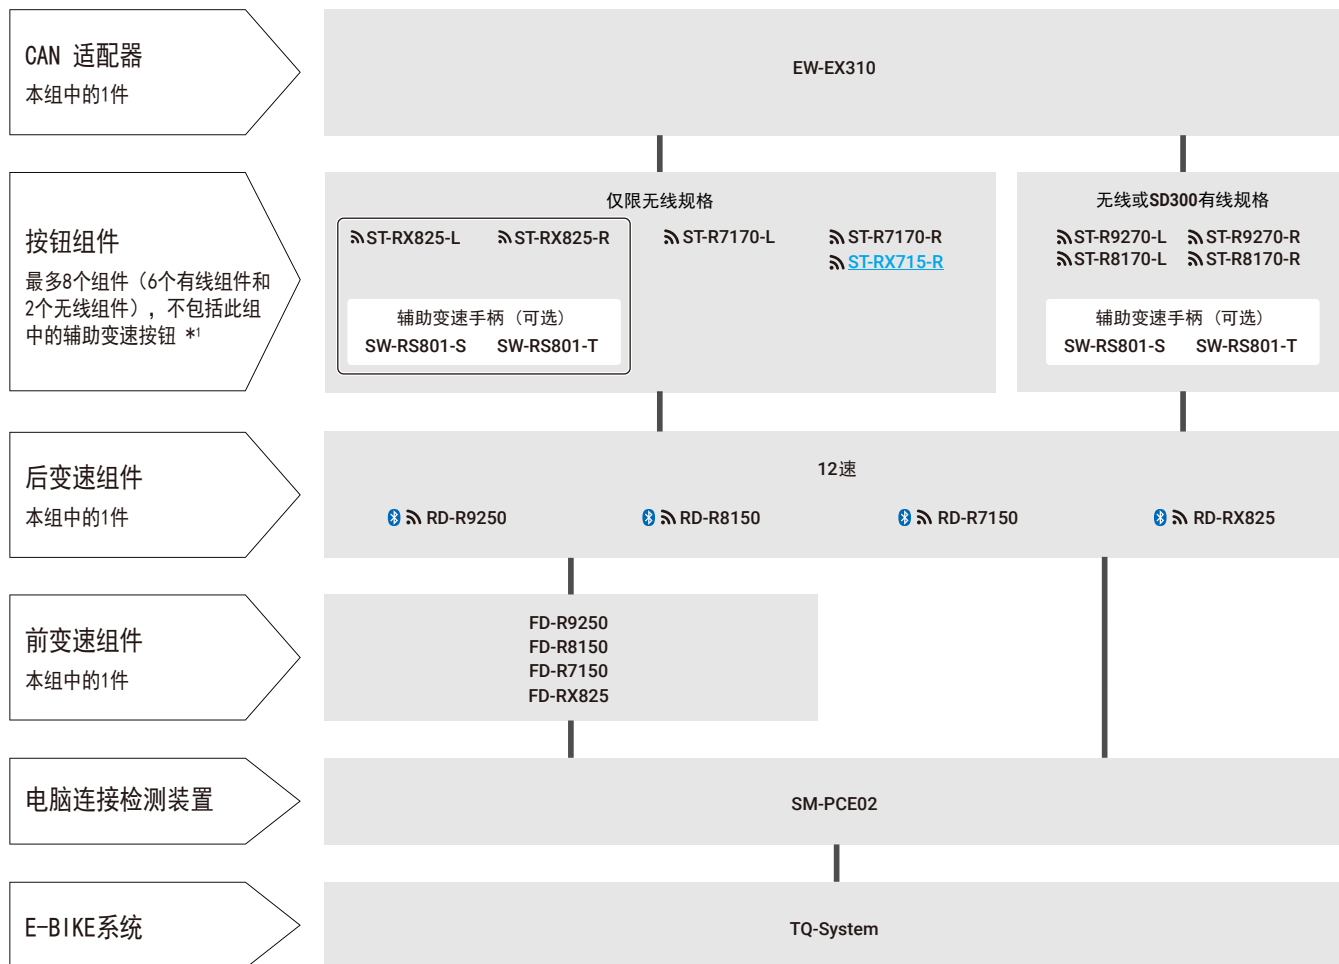 CAN 适配器
本组中的1件
EW-EX310
按钮组件
最多8个组件（6个有线组件和
2个无线组件），不包括此组
中的辅助变速按钮 *1
仅限无线规格
ST-RX825-L ST-RX825-R ST-R7170-L ST-R7170-R
ST-RX715-R
辅助变速手柄（可选）
SW-RS801-S SW-RS801-T
无线或SD300有线规格
ST-R9270-L ST-R9270-R
ST-R8170-L ST-R8170-R
辅助变速手柄（可选）
SW-RS801-S SW-RS801-T
后变速组件
本组中的1件
12速
RD-R9250 RD-R8150 RD-R7150 RD-RX825
前变速组件
本组中的1件
FD-R9250
FD-R8150
FD-R7150
FD-RX825
电脑连接检测装置
SM-PCE02
E-BIKE系统
TQ-System